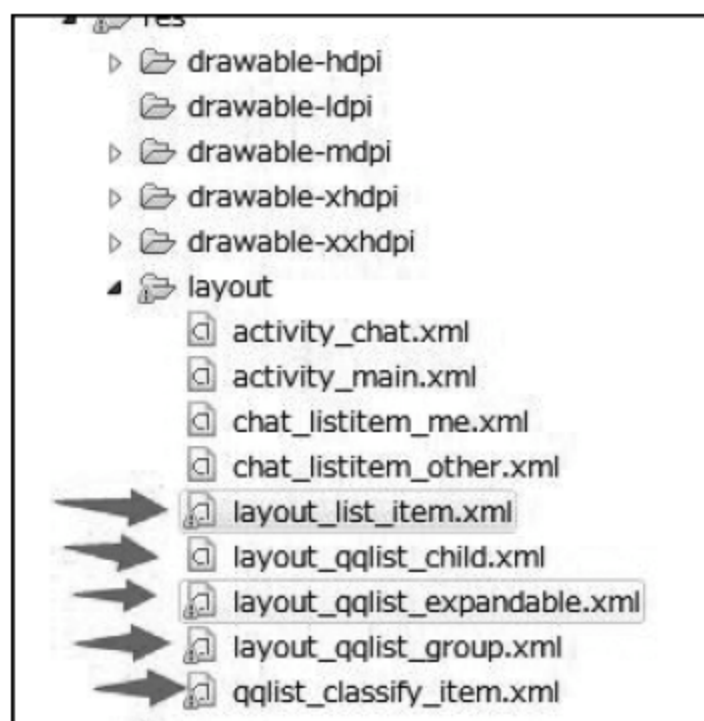 res
drawable-hdpi
drawable-ldpi
drawable-mdpi
drawable-xhdpi
drawable-xxhdpi
layout
activity_chat.xml
activity_main.xml
chat_listitem_me.xml
chat_listitem_other.xml
layout_list_item.xml
layout_qqlist_child.xml
layout_qqlist_expandable.xml
layout_qqlist_group.xml
qqlist_classify_item.xml